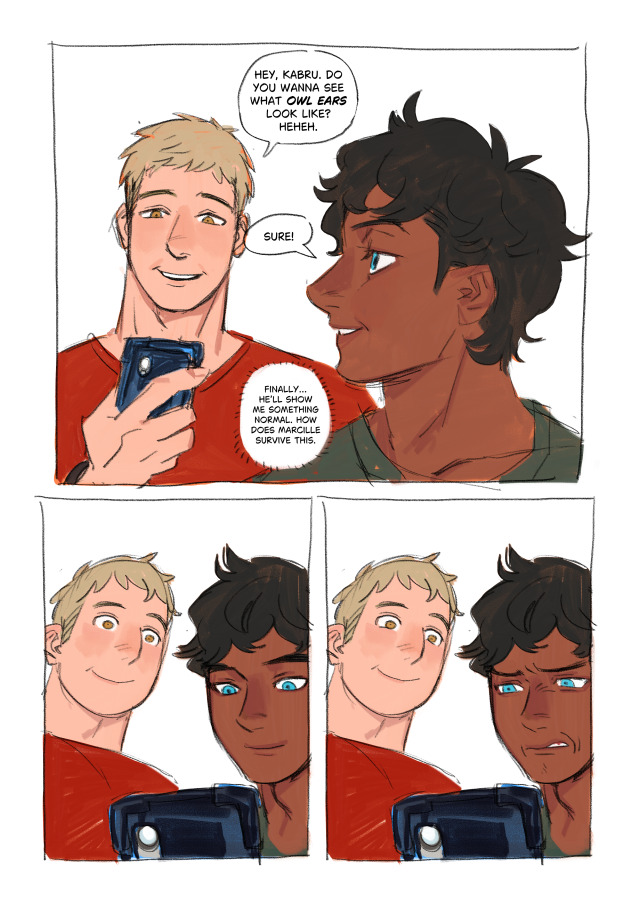 HEY, KABRU. DO
YOU WANNA SEE
WHAT OWL EARS
LOOK LIKE?
HEHEH.
SURE!
FINALLY...
HE'LL SHOW
ME SOMETHING
NORMAL. HOW
DOES MARCILLE
SURVIVE THIS.